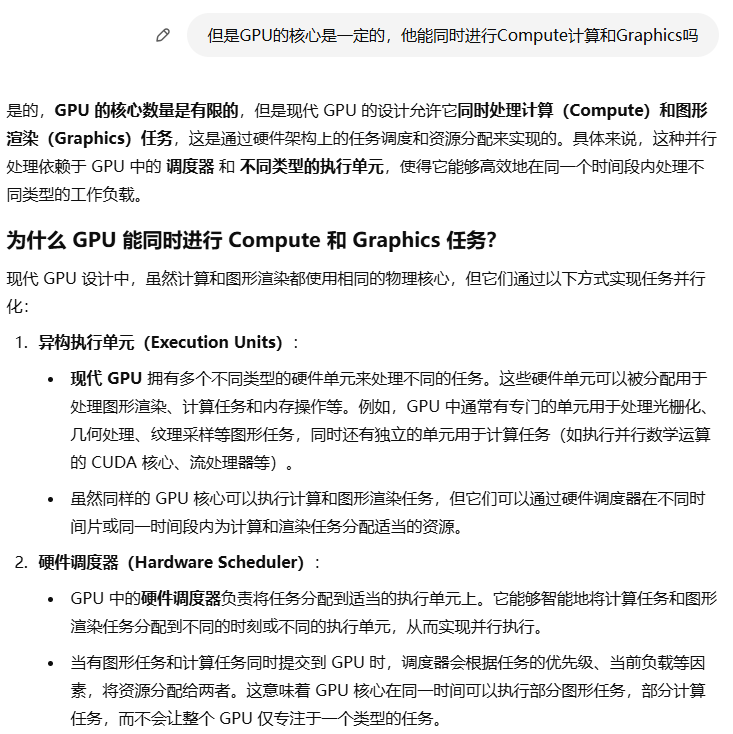 但是GPU的核心是一定的，他能同时进行Compute计算和Graphics吗
是的，GPU 的核心数量是有限的，但是现代 GPU 的设计允许它同时处理计算（Compute）和图形
渲染（Graphics）任务，这是通过硬件架构上的任务调度和资源分配来实现的。具体来说，这种并行
处理依赖于 GPU 中的 调度器 和 不同类型的执行单元，使得它能够高效地在同一个时间段内处理不
同类型的工作负载。
为什么 GPU 能同时进行 Compute 和 Graphics 任务？
现代 GPU 设计中，虽然计算和图形渲染都使用相同的物理核心，但它们通过以下方式实现任务并行
化：
1. 异构执行单元（Execution Units）：
• 现代 GPU 拥有多个不同类型的硬件单元来处理不同的任务。这些硬件单元可以被分配用于
处理图形渲染、计算任务和内存操作等。例如，GPU 中通常有专门的单元用于处理光栅化、
几何处理、纹理采样等图形任务，同时还有独立的单元用于计算任务（如执行并行数学运算
的 CUDA 核心、流处理器等）。
• 虽然同样的 GPU 核心可以执行计算和图形渲染任务，但它们可以通过硬件调度器在不同时
间片或同一时间段内为计算和渲染任务分配适当的资源。
2. 硬件调度器（Hardware Scheduler）：
• GPU 中的硬件调度器负责将任务分配到适当的执行单元上。它能够智能地将计算任务和图形
渲染任务分配到不同的时刻或不同的执行单元，从而实现并行执行。
• 当有图形任务和计算任务同时提交到 GPU 时，调度器会根据任务的优先级、当前负载等因
素，将资源分配给两者。这意味着 GPU 核心在同一时间可以执行部分图形任务，部分计算
任务，而不会让整个 GPU 仅专注于一个类型的任务。